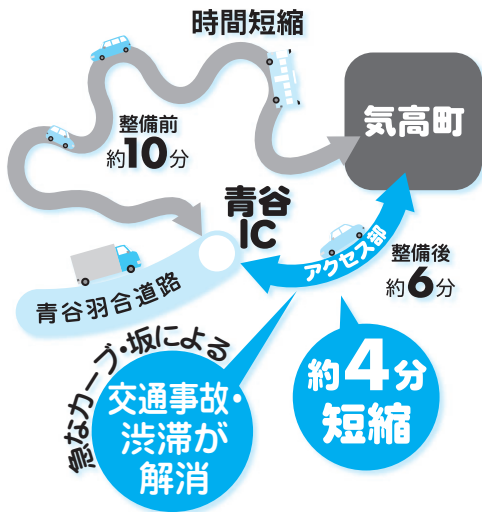 時間短縮
整備前
約10分
気高町
青谷
IC
アクセス部
整備後
約6分
青谷羽合道路
急なカーブ・坂による
交通事故・
渋滞が
解消
約4分
短縮